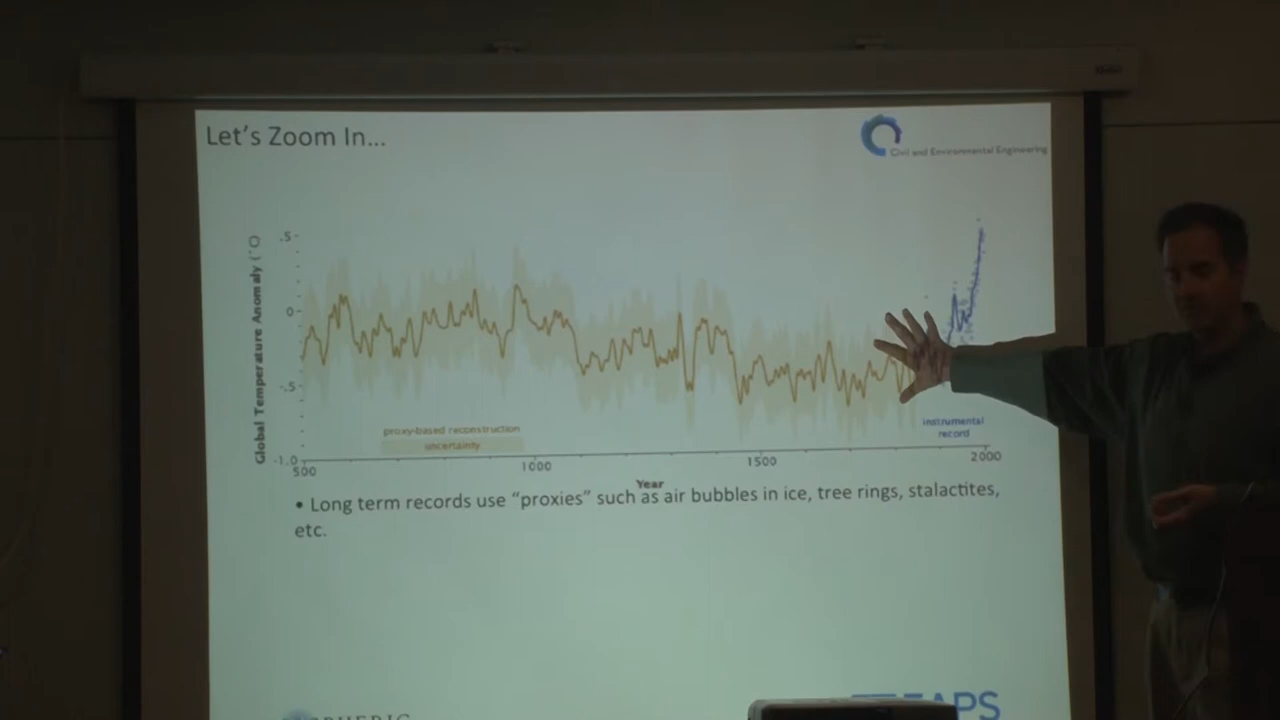 Let's Zoom In...
Civil and Environmental Engineering
Global Temperature Anomaly (°C)
.5
0
-.5
-1.0
proxy-based reconstruction
uncertainty
instrumental
record
500
1000
1500
2000
Year
• Long term records use “proxies” such as air bubbles in ice, tree rings, stalactites,
etc.